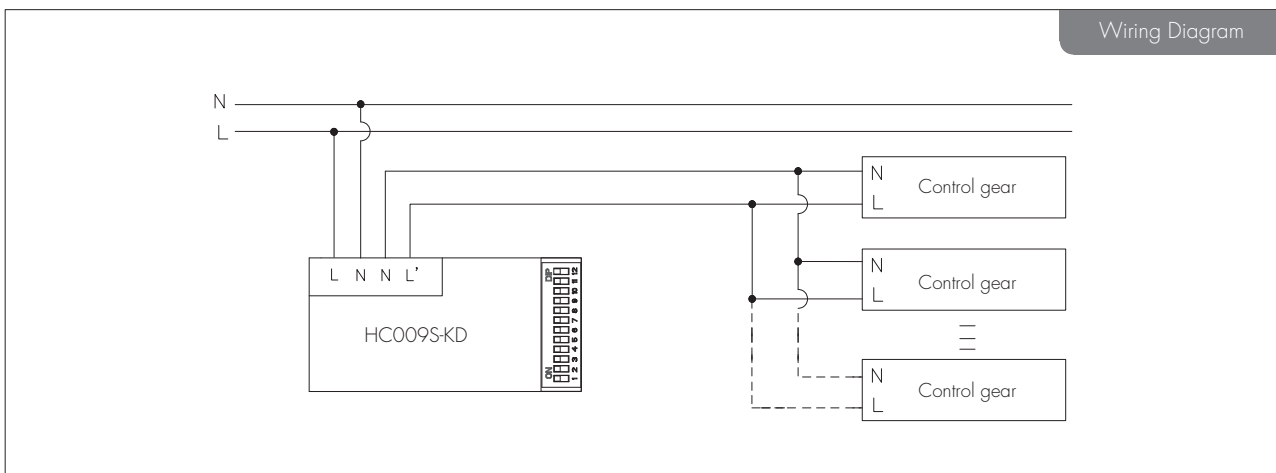 Wiring Diagram
N
L
N
L
Control gear
L N N L'
N
L
Control gear
HC009S-KD
ON DIP
1 2 3 4 5 6 7 8 9 10 11 12
N
L
Control gear